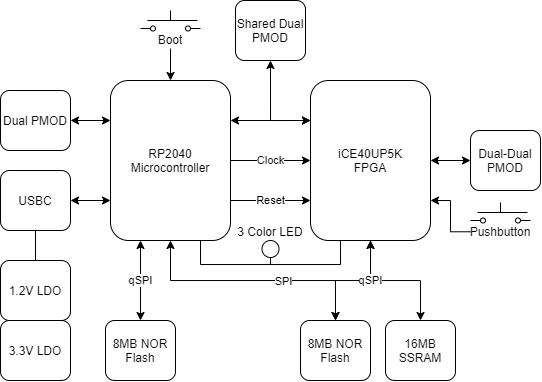 Shared Dual
PMOD
Boot
Dual PMOD
RP2040
Microcontroller
iCE40UP5K
FPGA
Clock
Dual-Dual
PMOD
USBC
Reset
Pushbutton
3 Color LED
1.2V LDO
qSPI
SPI
qSPI
3.3V LDO
8MB NOR
Flash
8MB NOR
Flash
16MB
SSRAM